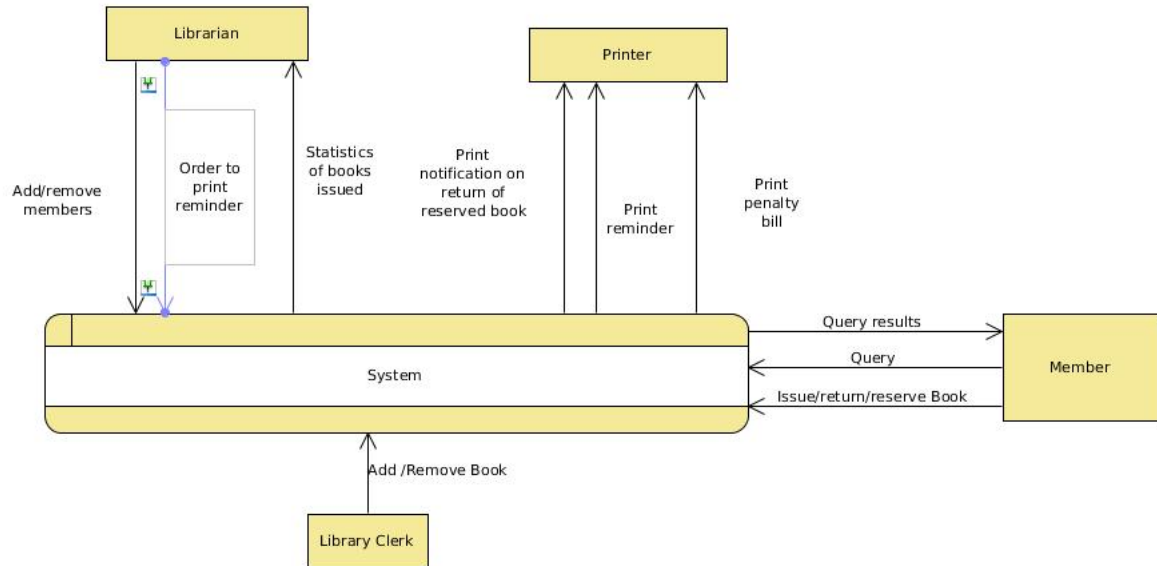 Librarian
Printer
Add/remove
members
Order to
print
reminder
Statistics
of books
issued
Print
notification on
return of
reserved book
Print
reminder
Print
penalty
bill
System
Query results
Query
Issue/return/reserve Book
Member
Add /Remove Book
Library Clerk